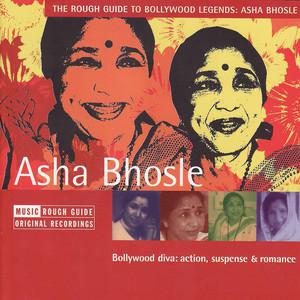 THE ROUGH GUIDE TO BOLLYWOOD LEGENDS: ASHA BHOSLE
Asha Bhosle
MUSIC ROUGH GUIDE
ORIGINAL RECORDINGS
Bollywood diva: action, suspense & romance